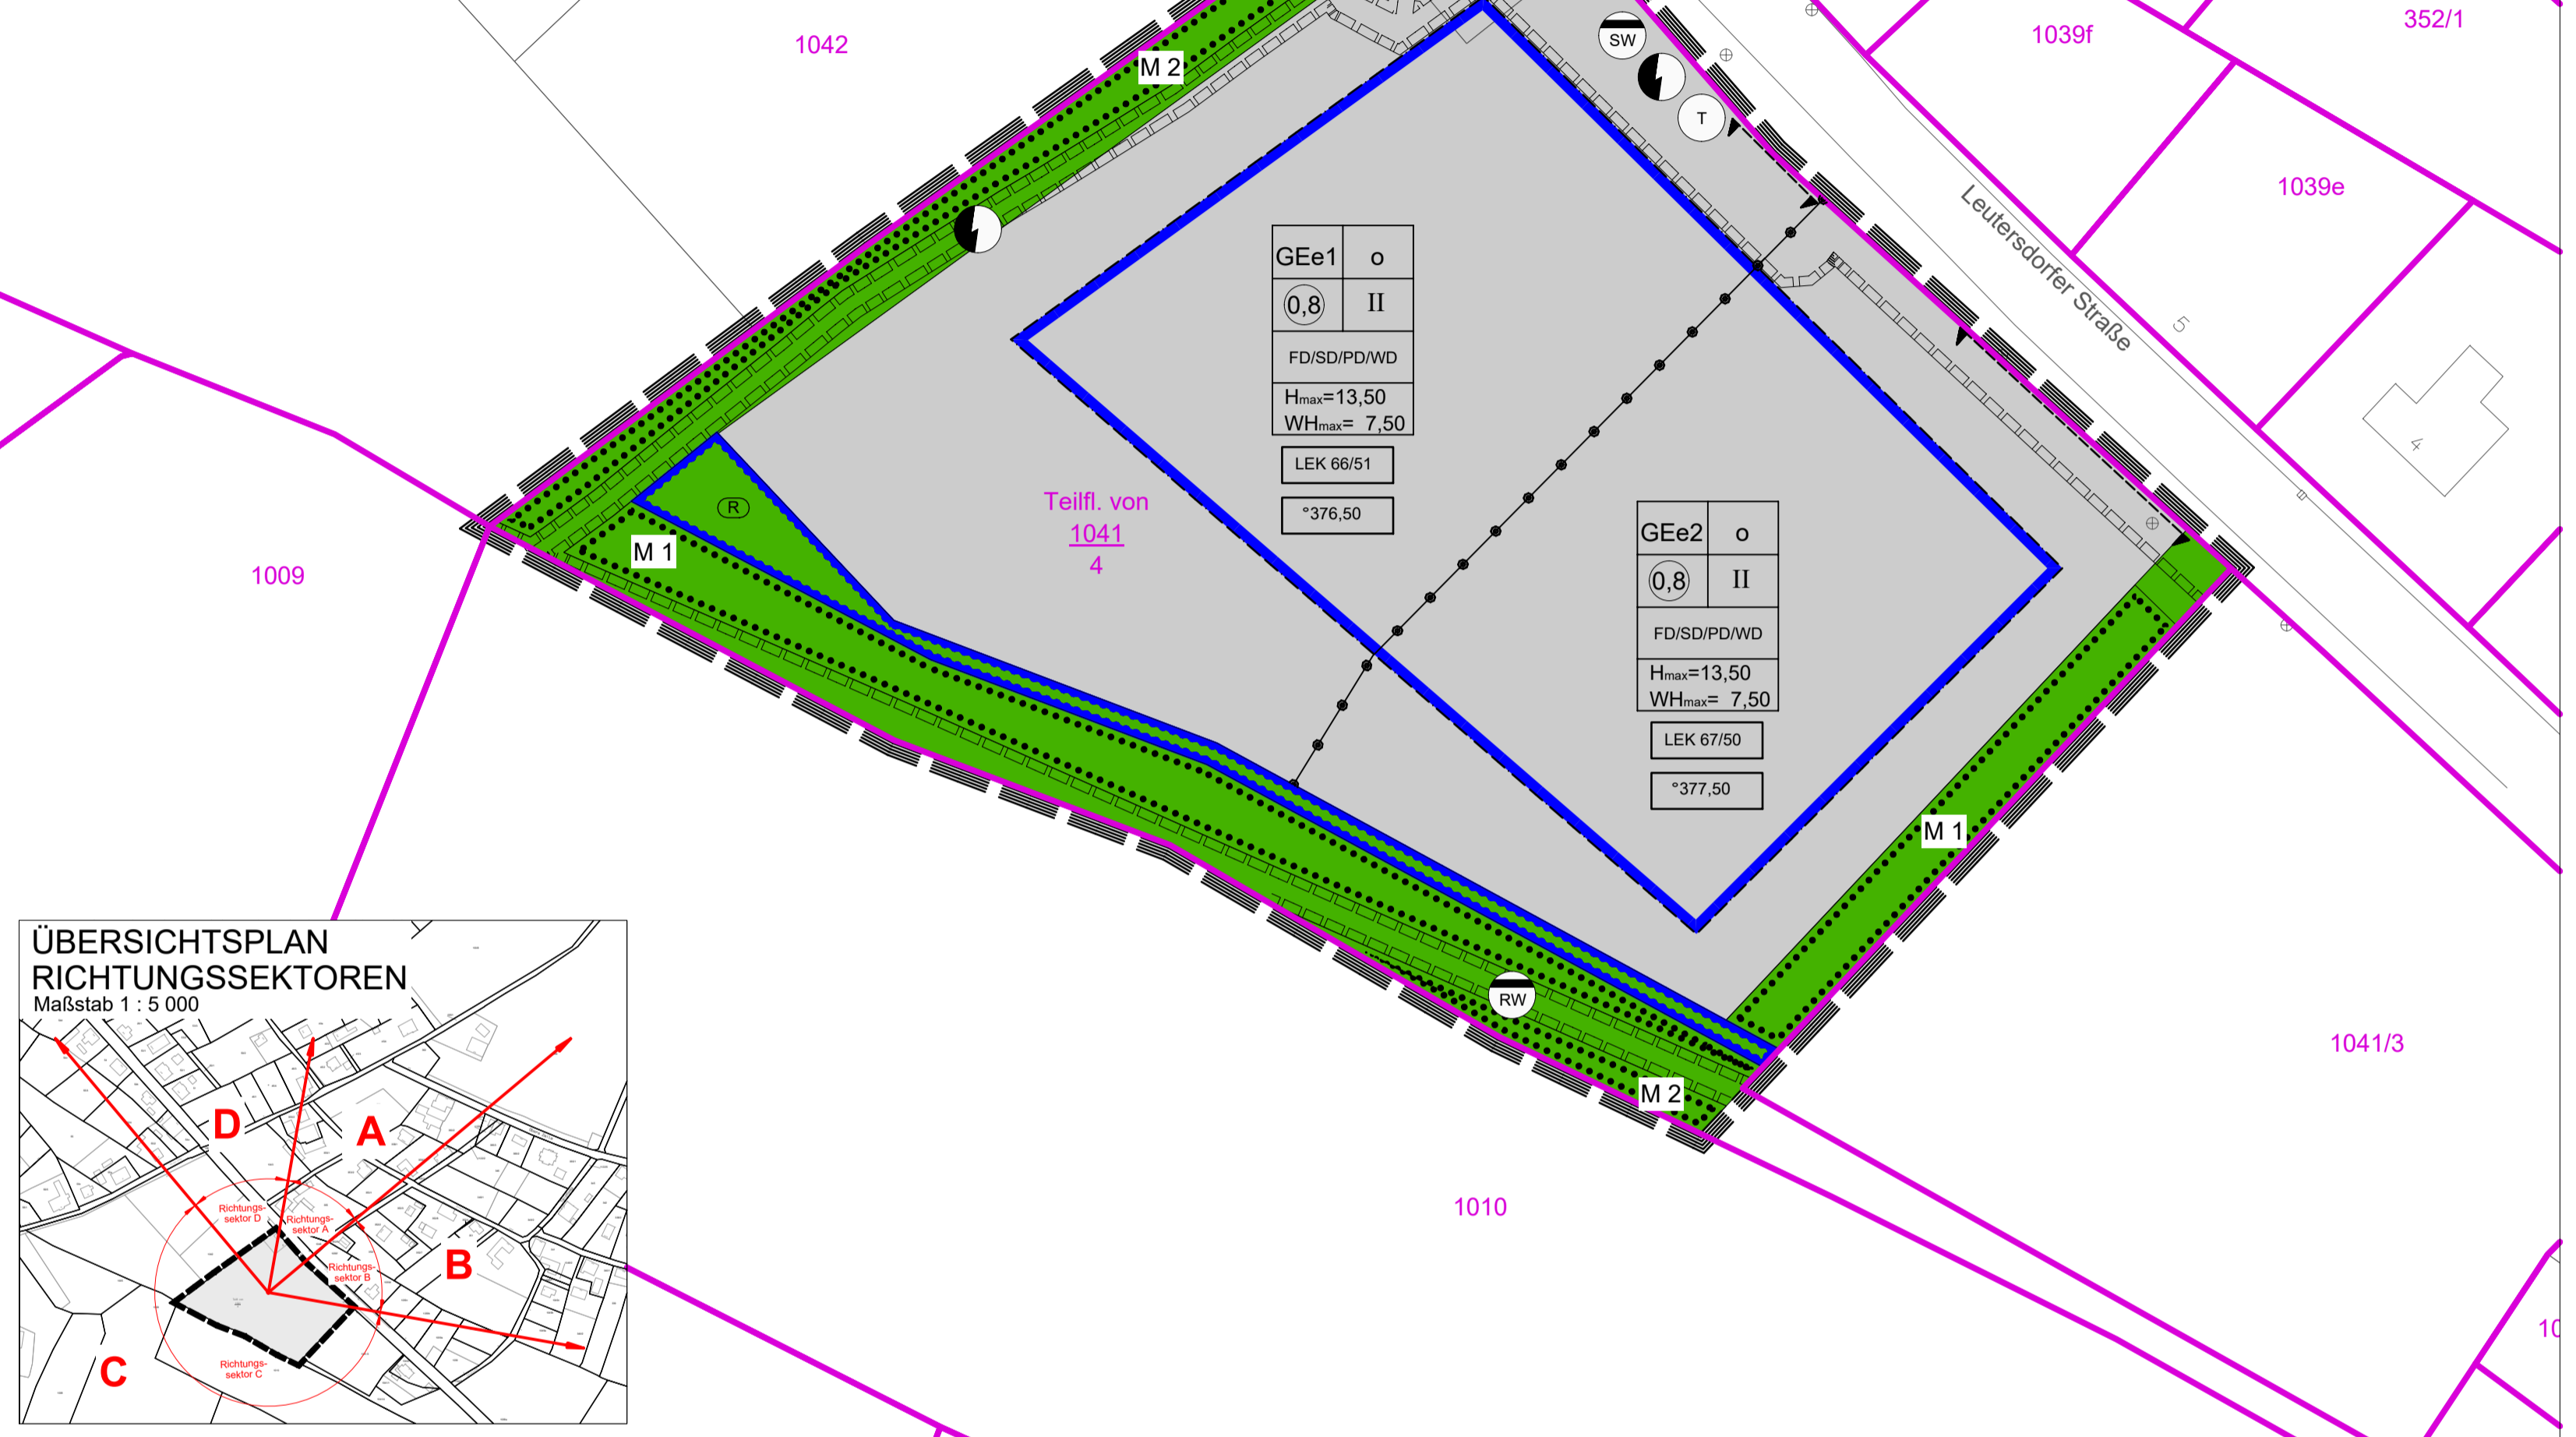 1042
M 2
SW
T
1039f
352/1
1039e
Leutersdorfer Straße
5
4
GEe1
o
0,8
II
FD/SD/PD/WD
Hmax=13,50
WHmax= 7,50
LEK 66/51
°376,50
Teilfl. von
1041
4
GEe2
o
0,8
II
FD/SD/PD/WD
Hmax=13,50
WHmax= 7,50
LEK 67/50
°377,50
R
M 1
1009
M 1
RW
M 2
1041/3
1010
10
ÜBERSICHTSPLAN
RICHTUNGSSEKTOREN
Maßstab 1 : 5 000
D
A
B
C
Richtungs-
sektor D
Richtungs-
sektor A
Richtungs-
sektor B
Richtungs-
sektor C